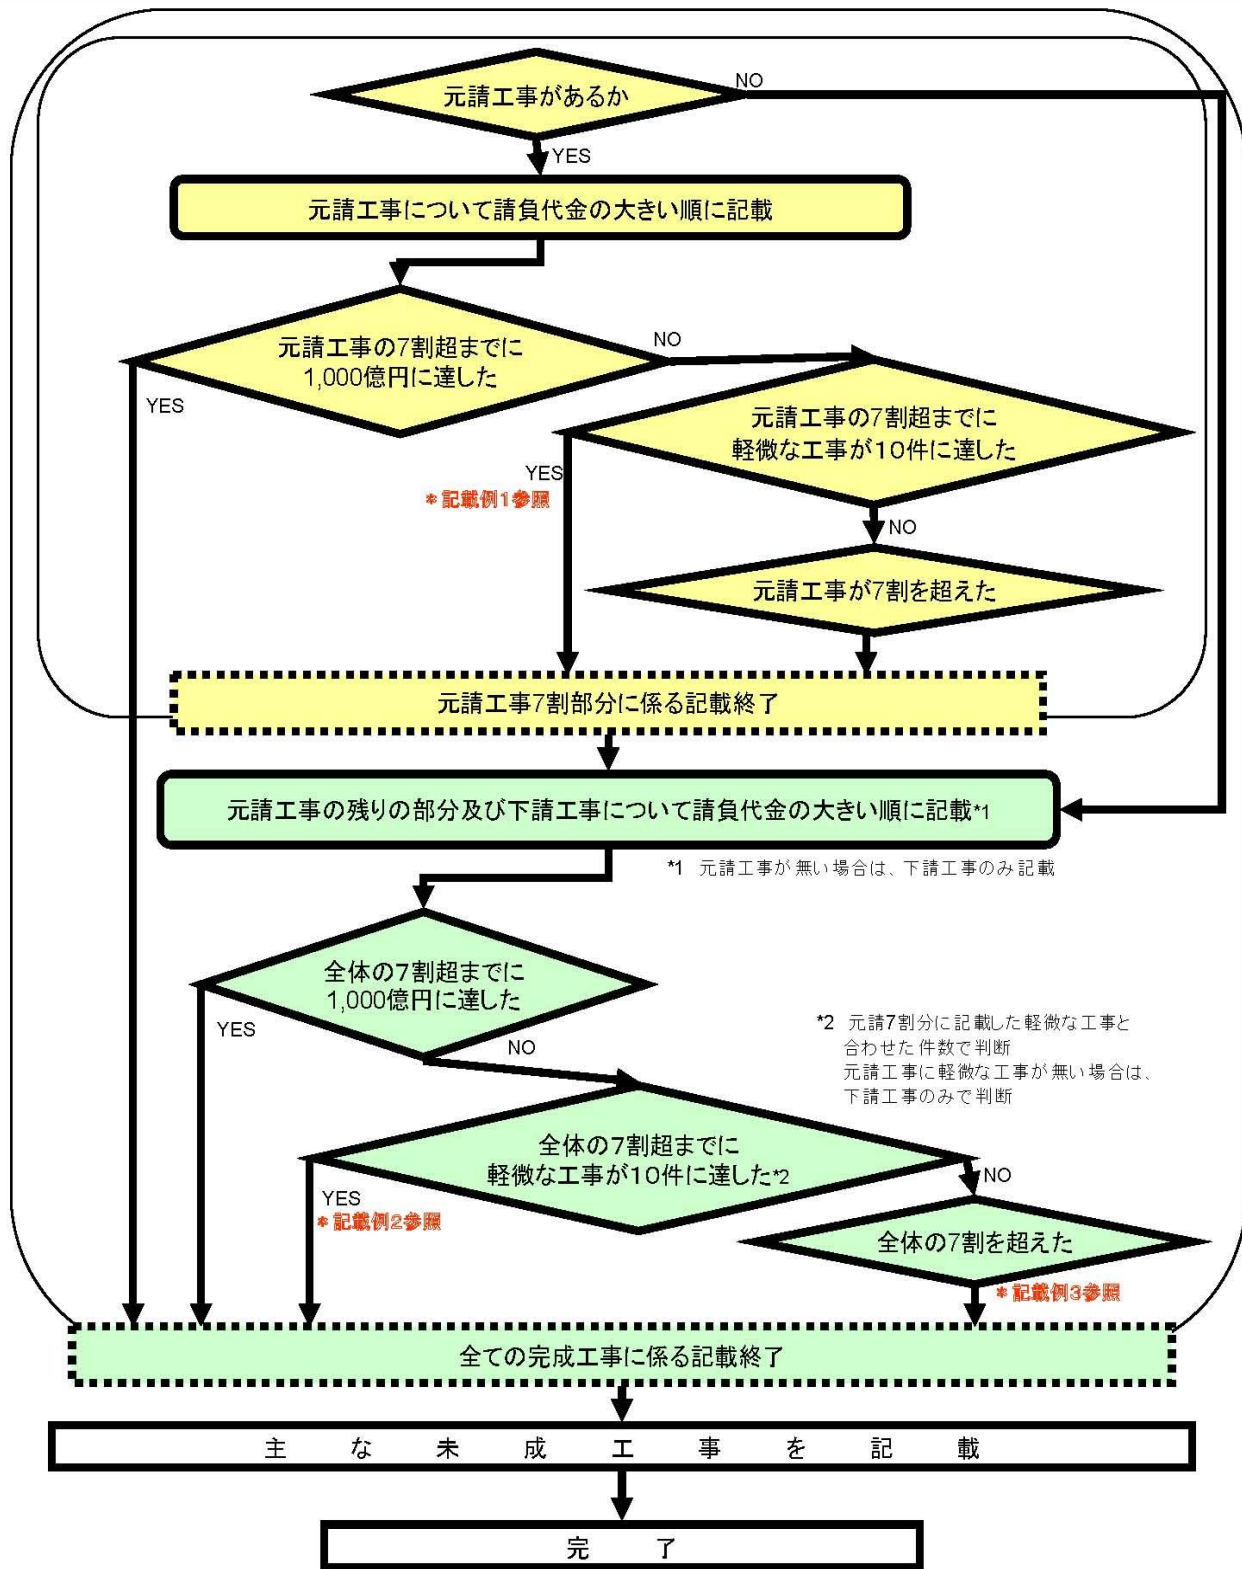 元請工事があるか
NO
YES
元請工事について請負代金の大きい順に記載
元請工事の7割超までに
1,000億円に達した
NO
YES
元請工事の7割超までに
軽微な工事が10件に達した
YES
*記載例1参照
NO
元請工事が7割を超えた
元請工事7割部分に係る記載終了
元請工事の残りの部分及び下請工事について請負代金の大きい順に記載*1
*1 元請工事が無い場合は、下請工事のみ記載
全体の7割超までに
1,000億円に達した
YES
NO
*2 元請7割分に記載した軽微な工事と
合わせた件数で判断
元請工事に軽微な工事が無い場合は、
下請工事のみで判断
全体の7割超までに
軽微な工事が10件に達した*2
YES
*記載例2参照
NO
全体の7割を超えた
*記載例3参照
全ての完成工事に係る記載終了
主な未成工事を記載
完了